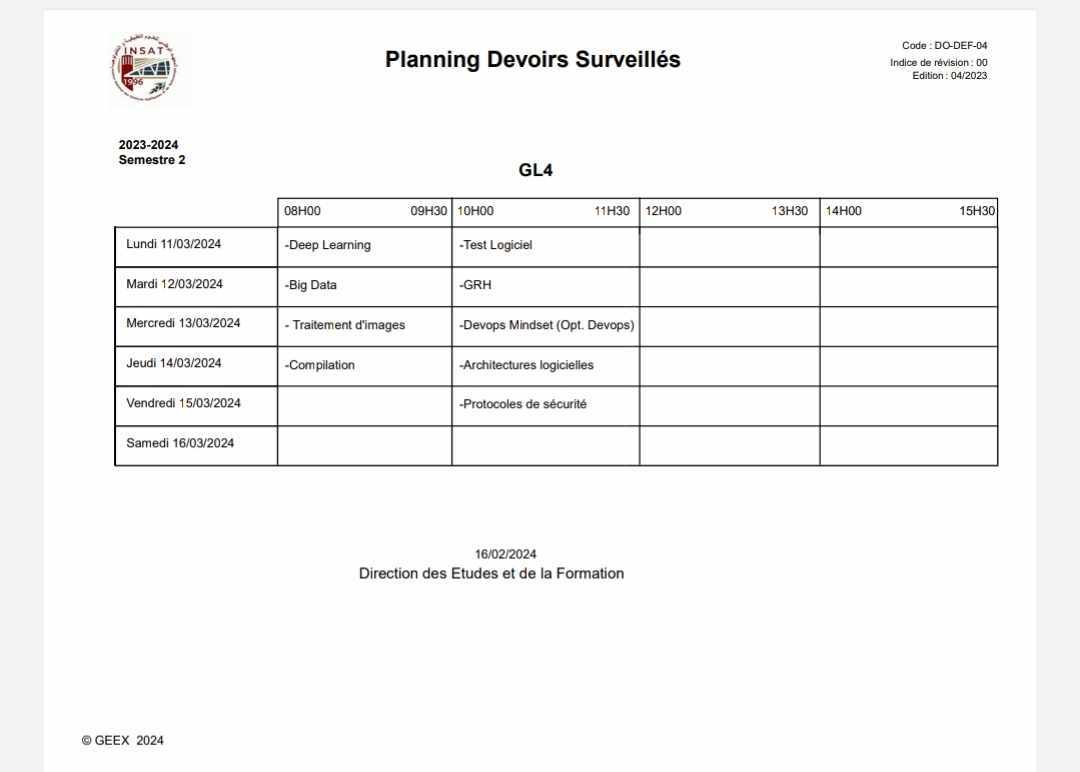 INSAT
1996
Planning Devoirs Surveillés
Code : DO-DEF-04
Indice de révision : 00
Edition : 04/2023
2023-2024
Semestre 2
GL4
08H00 09H30 10H00 11H30 12H00 13H30 14H00 15H30
Lundi 11/03/2024 -Deep Learning -Test Logiciel
Mardi 12/03/2024 -Big Data -GRH
Mercredi 13/03/2024 - Traitement d'images -Devops Mindset (Opt. Devops)
Jeudi 14/03/2024 -Compilation -Architectures logicielles
Vendredi 15/03/2024 -Protocoles de sécurité
Samedi 16/03/2024
16/02/2024
Direction des Etudes et de la Formation
© GEEX 2024